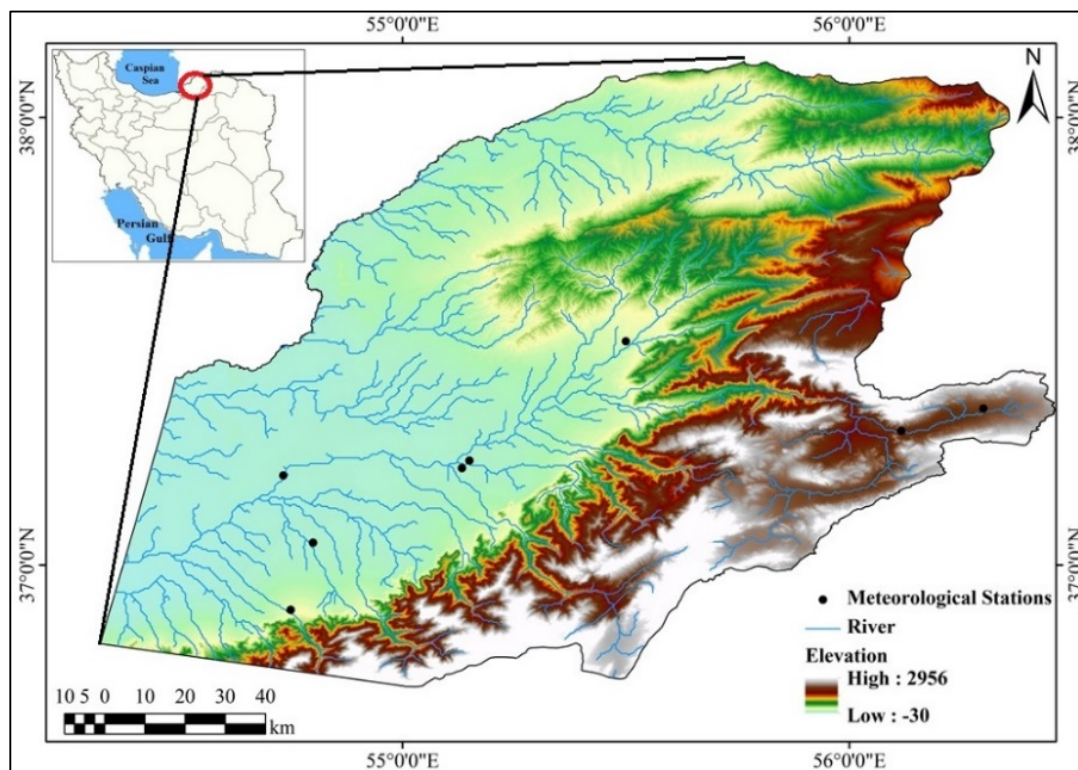 55°0'0"E
56°0'0"E
Caspian
Sea
Persian
Gulf
N
38°0'0"N
38°0'0"N
37°0'0"N
37°0'0"N
Meteorological Stations
River
Elevation
High : 2956
Low : -30
10 5 0 10 20 30 40
km
55°0'0"E
56°0'0"E